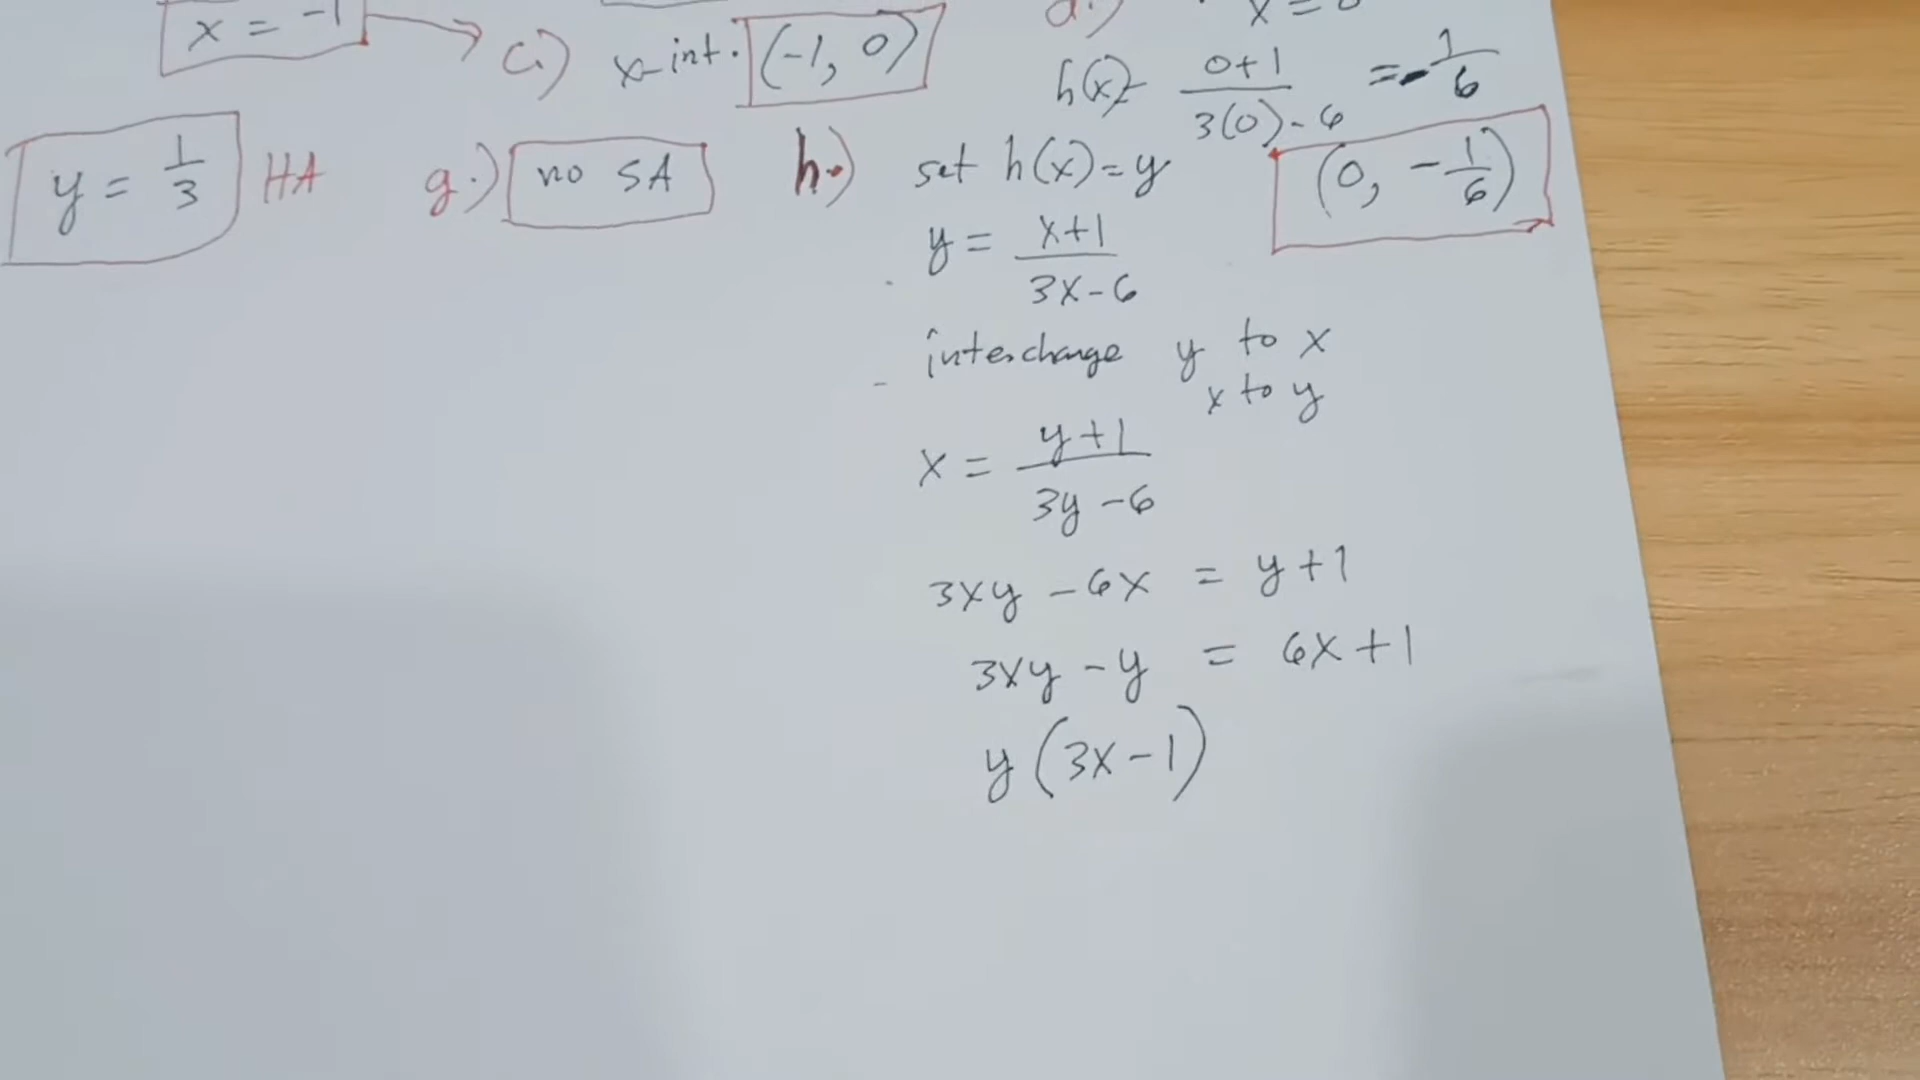 x = -1
c.) x-int. (-1, 0)
d.) x = 0
h(x)= 0+1 / 3(0)-6 = -1/6
(0, -1/6)
y = 1/3 HA
g.) no SA
h.) set h(x)=y
y = x+1 / 3x-6
interchange y to x
x to y
x = y+1 / 3y-6
3xy -6x = y+1
3xy -y = 6x+1
y(3x-1)